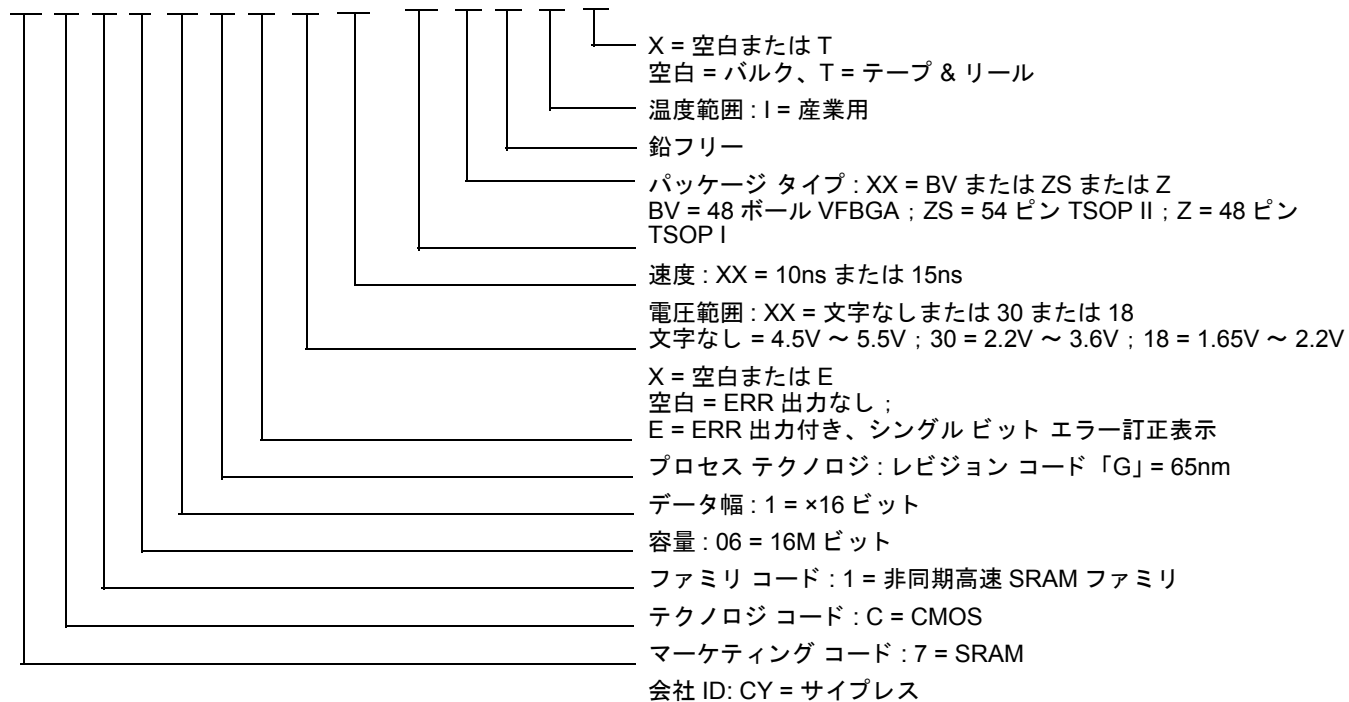 X = 空白または T
空白 = バルク、T = テープ & リール
温度範囲 : I = 産業用
鉛フリー
パッケージ タイプ : XX = BV または ZS または Z
BV = 48 ボール VFBGA ; ZS = 54 ピン TSOP II ; Z = 48 ピン
TSOP I
速度 : XX = 10ns または 15ns
電圧範囲 : XX = 文字なしまたは 30 または 18
文字なし = 4.5V ~ 5.5V ; 30 = 2.2V ~ 3.6V ; 18 = 1.65V ~ 2.2V
X = 空白または E
空白 = ERR 出力なし ;
E = ERR 出力付き、シングル ビット エラー訂正表示
プロセス テクノロジ : レビジョン コード「G」= 65nm
データ幅 : 1 = ×16 ビット
容量 : 06 = 16M ビット
ファミリ コード : 1 = 非同期高速 SRAM ファミリ
テクノロジ コード : C = CMOS
マーケティング コード : 7 = SRAM
会社 ID: CY = サイプレス